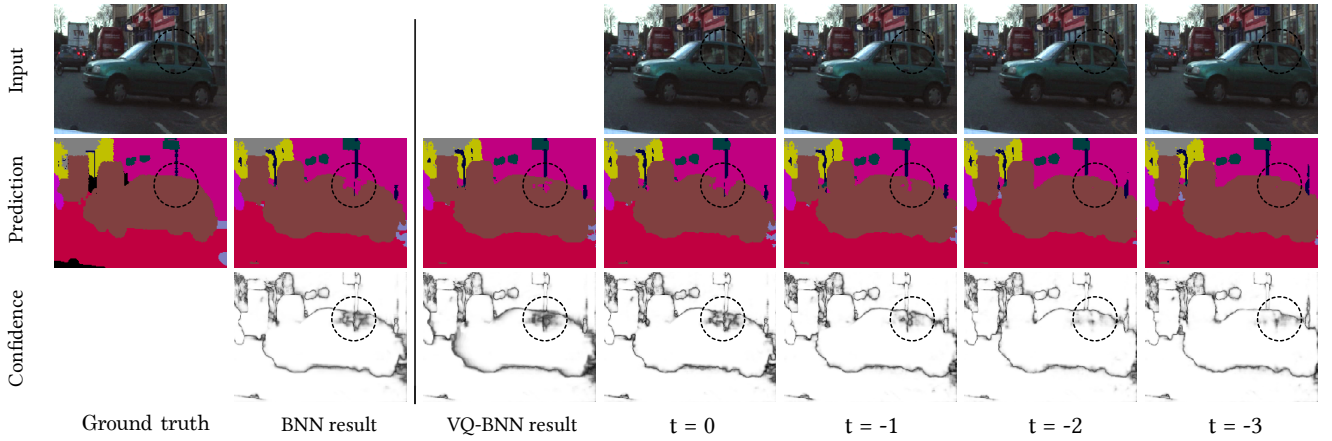 Input
Prediction
Confidence
Ground truth
BNN result
VQ-BNN result
t = 0
t = -1
t = -2
t = -3